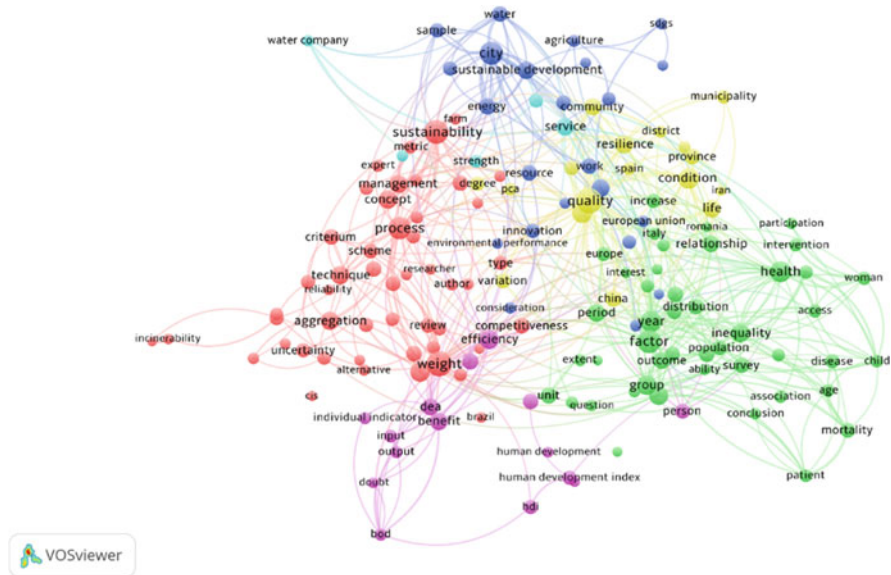 water
sdgs
sample
water company
agriculture
city
sustainable development
municipality
energy
community
farm
service
sustainability
district
metric
resilience
strength
province
expert
work
spain
management
degree
resource
condition
pca
concept
iran
quality
increase
life
european union
romania
participation
process
innovation
italy
criterium
environmental performance
relationship
intervention
scheme
europe
type
researcher
interest
health
technique
woman
author
variation
reliability
china
distribution
consideration
access
period
aggregation
year
review
competitiveness
inequality
incinerability
efficiency
factor
population
uncertainty
extent
outcome
disease
child
weight
ability
survey
alternative
group
age
cis
unit
association
dea
question
person
conclusion
individual indicator
benefit
brazil
mortality
input
output
human development
doubt
human development index
patient
hdi
bod
VOSviewer